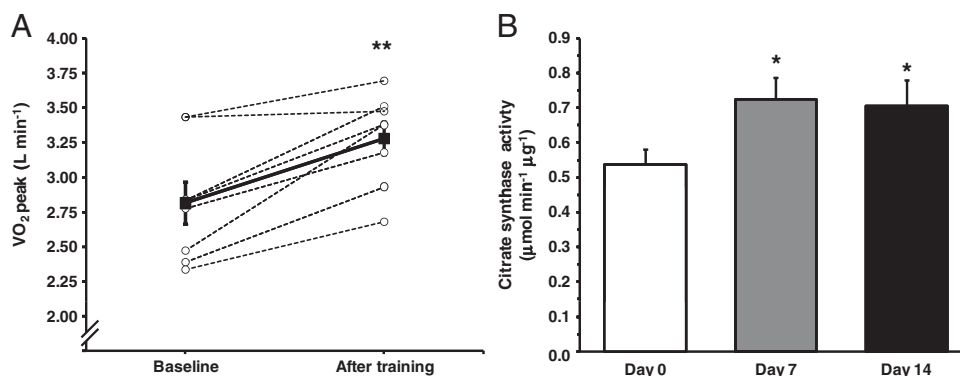 A
VO2 peak (L min-1)
4.00
3.75
3.50
3.25
3.00
2.75
2.50
2.25
2.00
**
Baseline
After training
B
Citrate synthase activty
(µmol min-1 µg-1)
0.9
0.8
0.7
0.6
0.5
0.4
0.3
0.2
0.1
0.0
*
*
Day 0
Day 7
Day 14